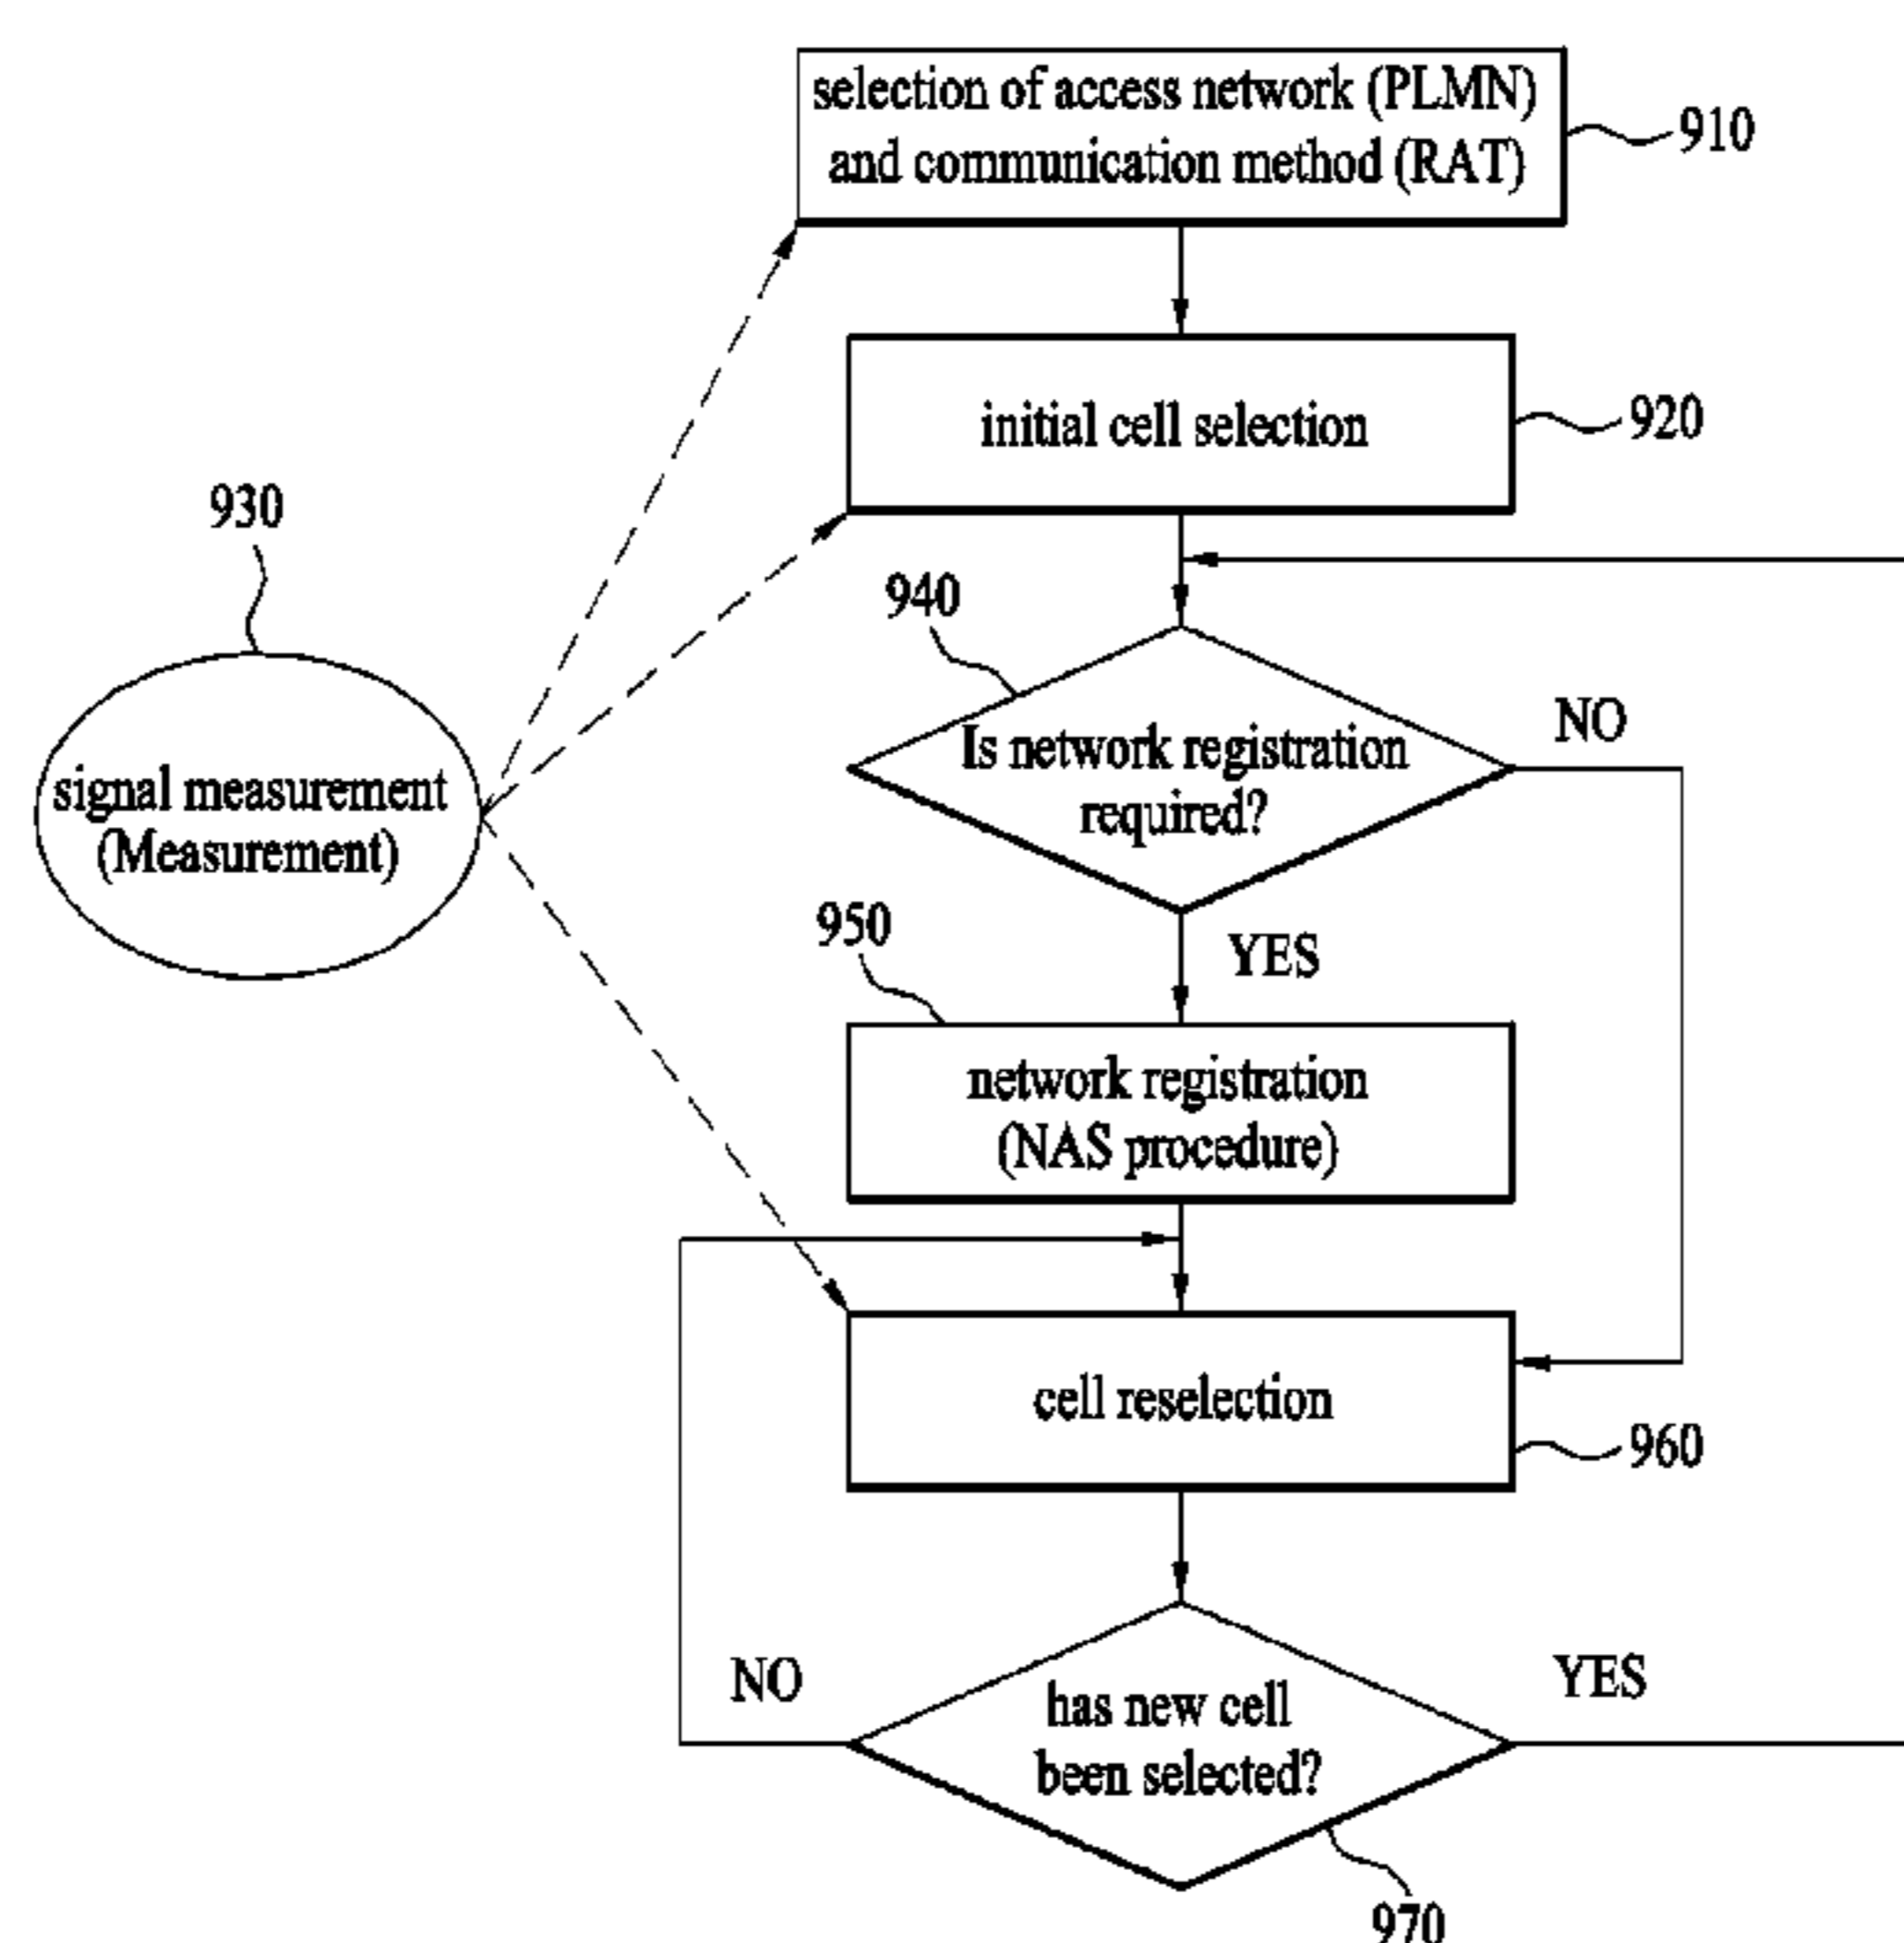 selection of access network (PLMN)
and communication method (RAT)
910
initial cell selection
920
930
signal measurement
(Measurement)
940
Is network registration
required?
NO
YES
950
network registration
(NAS procedure)
cell reselection
960
NO
has new cell
been selected?
YES
970